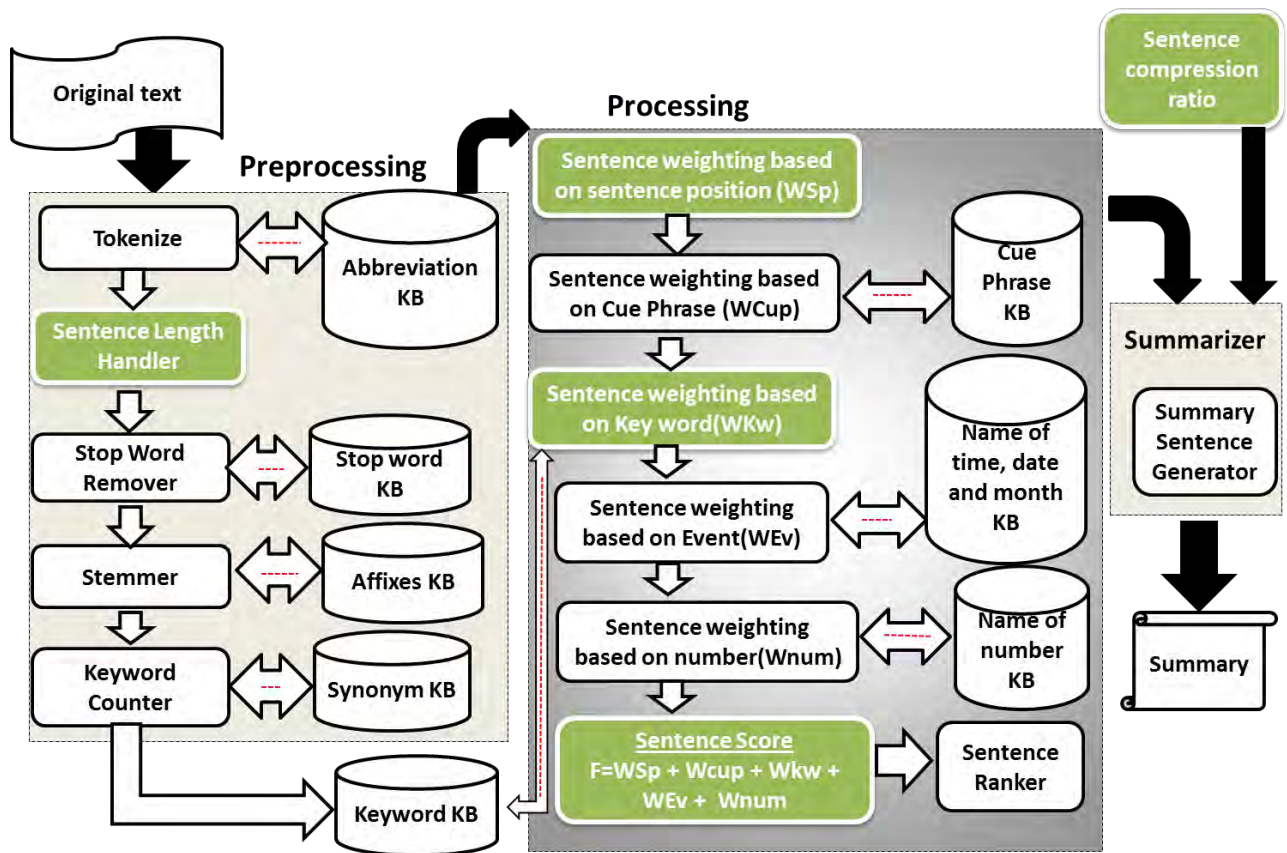 Original text
Preprocessing
Tokenize
Abbreviation
KB
Sentence Length
Handler
Stop Word
Remover
Stop word
KB
Stemmer
Affixes KB
Keyword
Counter
Synonym KB
Keyword KB
Processing
Sentence weighting based
on sentence position (WSp)
Sentence weighting based
on Cue Phrase (WCup)
Cue
Phrase
KB
Sentence weighting based
on Key word(WKw)
Name of
time, date
and month
KB
Sentence weighting
based on Event(WEv)
Sentence weighting
based on number(Wnum)
Name of
number
KB
Sentence Score
F=WSp + Wcup + Wkw +
WEv + Wnum
Sentence
Ranker
Sentence
compression
ratio
Summarizer
Summary
Sentence
Generator
Summary